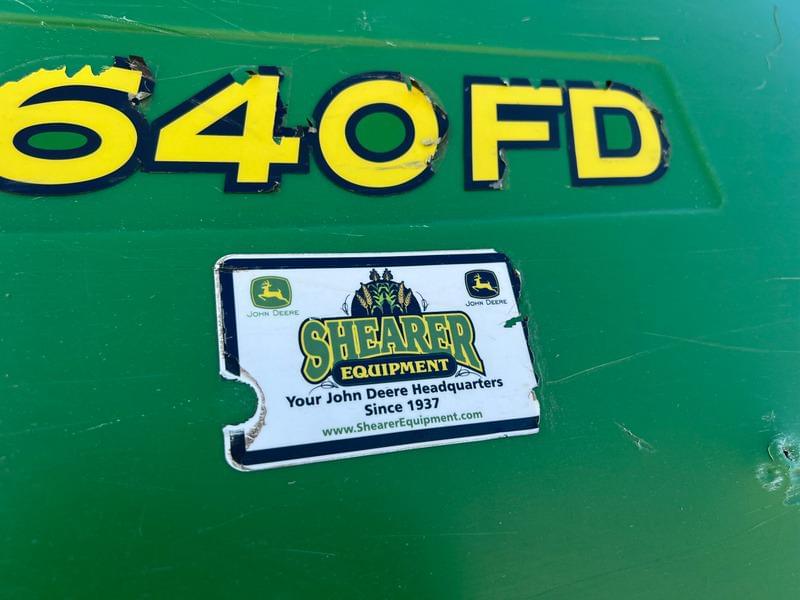 640FD
JOHN DEERE
JOHN DEERE
SHEARER
EQUIPMENT
Your John Deere Headquarters
Since 1937
www.ShearerEquipment.com